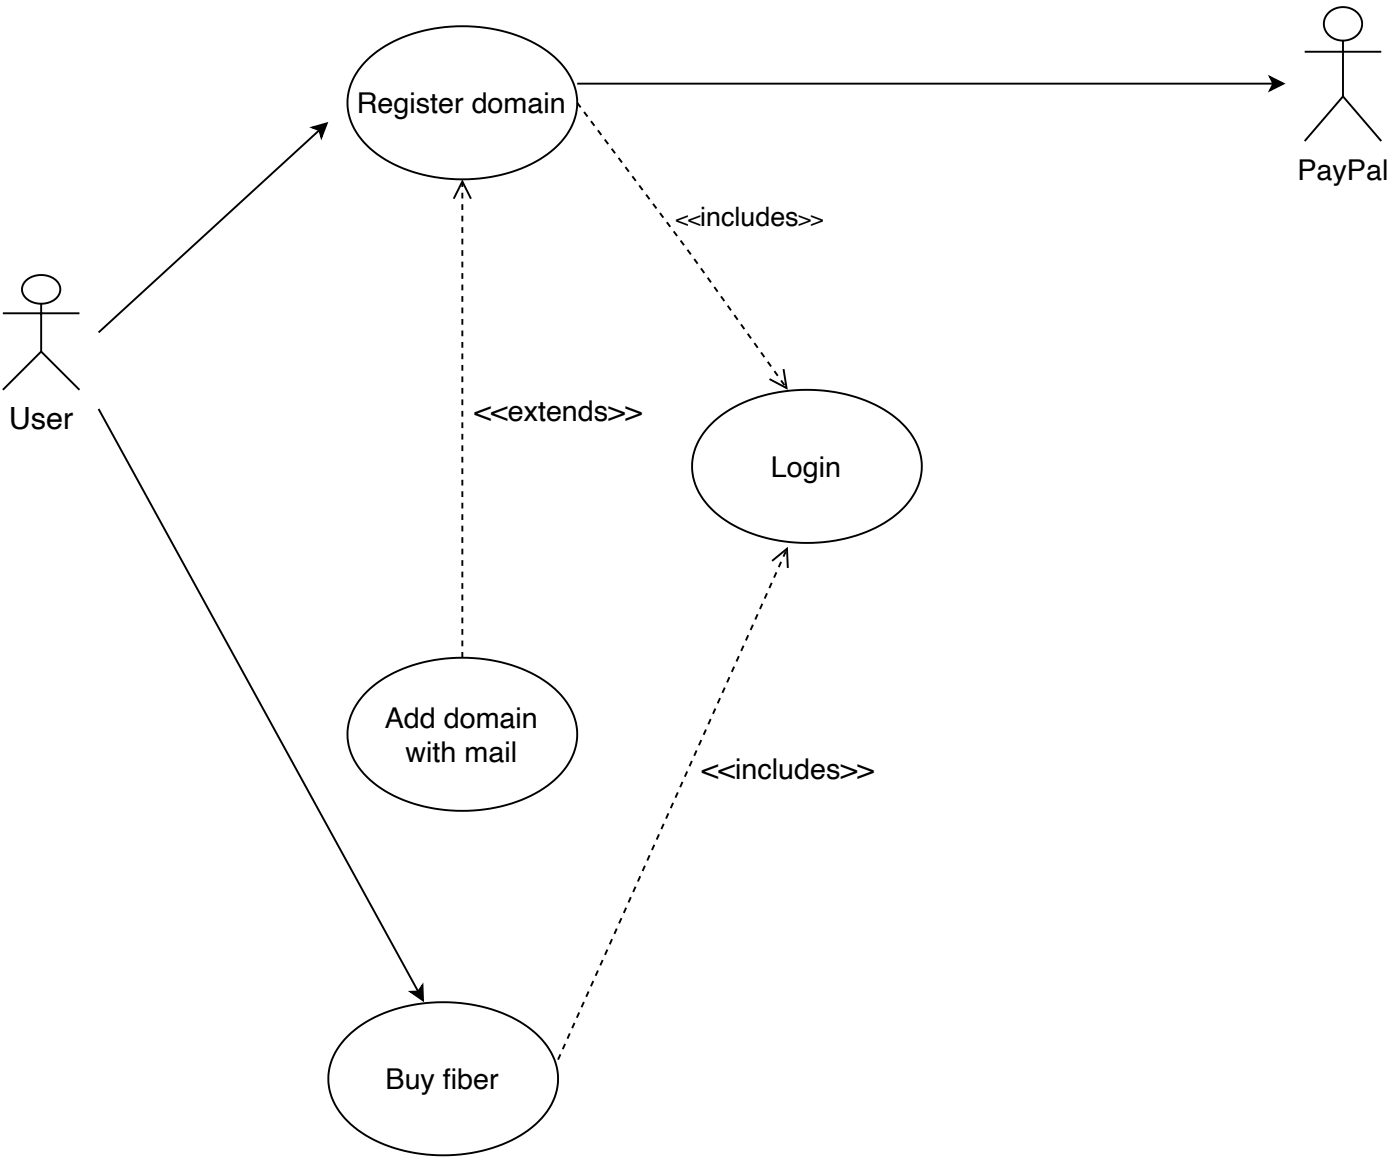 Register domain
PayPal
<<includes>>
User
<<extends>>
Login
Add domain
with mail
<<includes>>
Buy fiber